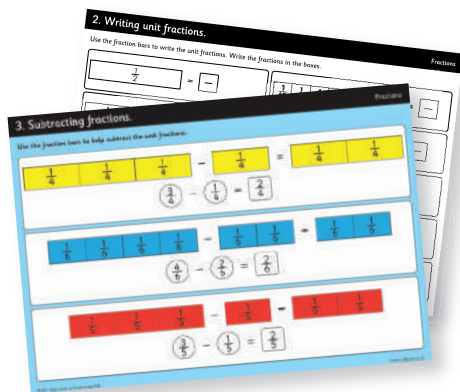 2. Writing unit fractions.
Fractions
Use the fraction bars to write the unit fractions. Write the fractions in the boxes.
1/2 =
=
3. Subtracting fractions.
Fractions
Use the fraction bars to help subtract the unit fractions.
1/4 1/4 1/4 - 1/4 = 1/4 1/4
3/4 - 1/4 = 2/4
1/6 1/6 1/6 1/6 - 1/6 1/6 = 1/6 1/6
4/6 - 2/6 = 2/6
1/5 1/5 1/5 - 1/5 = 1/5 1/5
3/5 - 1/5 = 2/5